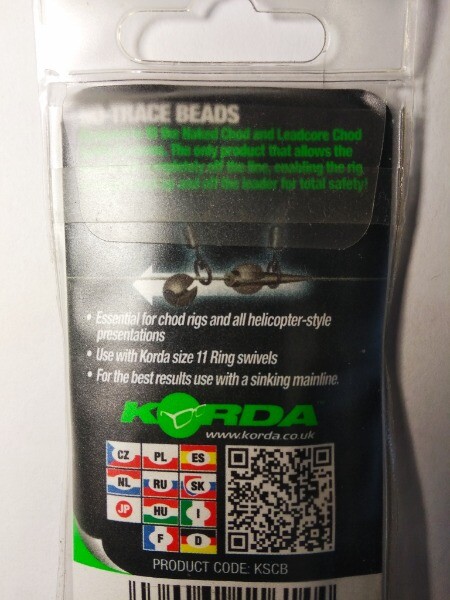 NO-TRACE BEADS
the Naked Chod and Leadcore Chod
The only product that allows the
off the line, enabling the rig
and off the leader for total safety!
• Essential for chod rigs and all helicopter-style
presentations
• Use with Korda size 11 Ring swivels
• For the best results use with a sinking mainline.
KORDA
www.korda.co.uk
CZ PL ES
NL RU SK
JP HU I
F D
PRODUCT CODE: KSCB